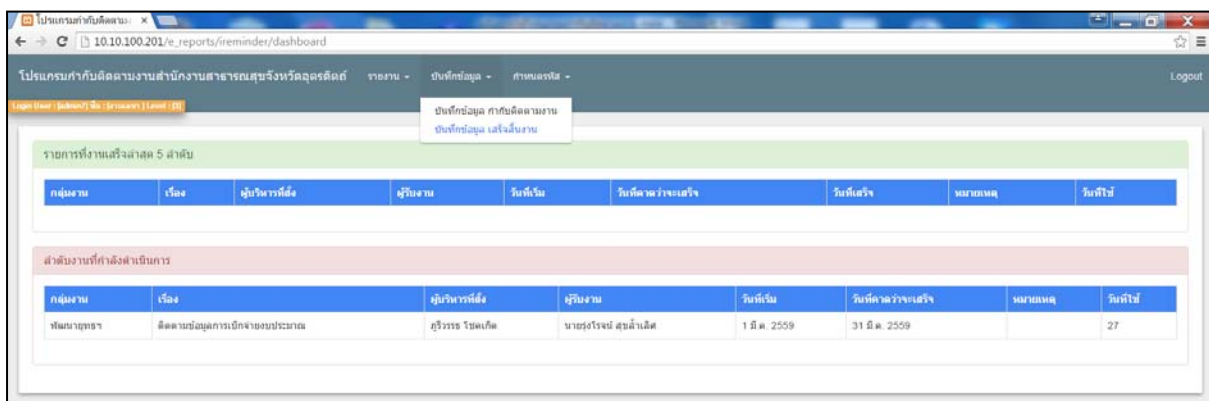 โปรแกรมกำกับติดตาม
10.10.100.201/e_reports/ireminder/dashboard
โปรแกรมกำกับติดตามงานสำนักงานสาธารณสุขจังหวัดอุตรดิตถ์ รายงาน บันทึกข้อมูล กำหนดรหัส Logout
Login User : [admin7] ชื่อ : Level : [3]
บันทึกข้อมูล กำกับติดตามงาน
บันทึกข้อมูล เสร็จสิ้นงาน
รายการที่งานเสร็จล่าสุด 5 ลำดับ
กลุ่มงาน เรื่อง ผู้บริหารที่สั่ง ผู้รับงาน วันที่เริ่ม วันที่คาดว่าจะเสร็จ วันที่เสร็จ หมายเหตุ วันที่ใช้
ลำดับงานที่กำลังดำเนินการ
กลุ่มงาน เรื่อง ผู้บริหารที่สั่ง ผู้รับงาน วันที่เริ่ม วันที่คาดว่าจะเสร็จ หมายเหตุ วันที่ใช้
พัฒนายุทธฯ ติดตามข้อมูลการเบิกจ่ายงบประมาณ ภูวิวรรธ โชคเกิด นายรุ่งโรจน์ สุขล้ำเลิศ 1 มี.ค. 2559 31 มี.ค. 2559 27